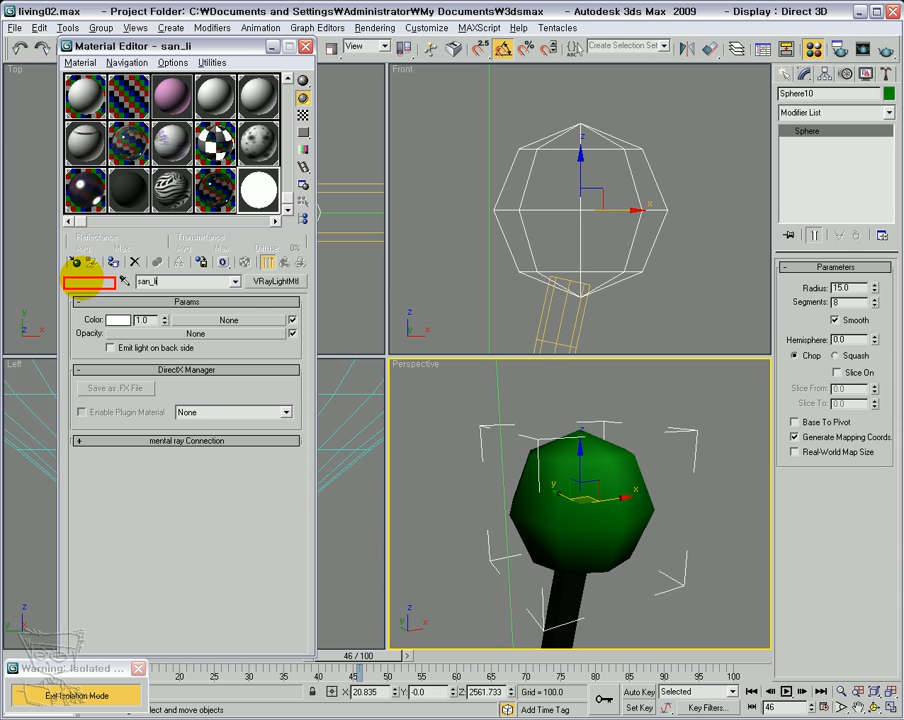 living02.max - Project Folder: C:₩Documents and Settings₩Administrator₩My Documents₩3dsmax - Autodesk 3ds Max 2009 - Display : Direct 3D
File Edit Tools Group Views Create Modifiers Animation Graph Editors Rendering Customize MAXScript Help Tentacles
Material Editor - san_li
View
2.5
Create Selection Set
Material Navigation Options Utilities
Top
Front
z
x
Sphere10
Modifier List
Sphere
Reflectance
Avg: Max:
Transmittance
Avg: Max:
Diffuse: 0%
san_li
VRayLightMtl
Params
Color: 1.0 None
Opacity: None
Emit light on back side
DirectX Manager
Save as .FX File
Enable Plugin Material None
mental ray Connection
Parameters
Radius: 15.0
Segments: 8
Smooth
Hemisphere: 0.0
Chop Squash
Slice On
Slice From: 0.0
Slice To: 0.0
Base To Pivot
Generate Mapping Coords.
Real-World Map Size
Left
Perspective
z
y
x
46 / 100
Warning: Isolated ...
Exit Isolation Mode
20 25 30 35 40 45 50 55 60 65 70 75 80 85 90 95 100
X: 20.835 Y: -0.0 Z: 2561.733 Grid = 100.0
Auto Key Selected
select and move objects
Add Time Tag
Set Key Key Filters...
46